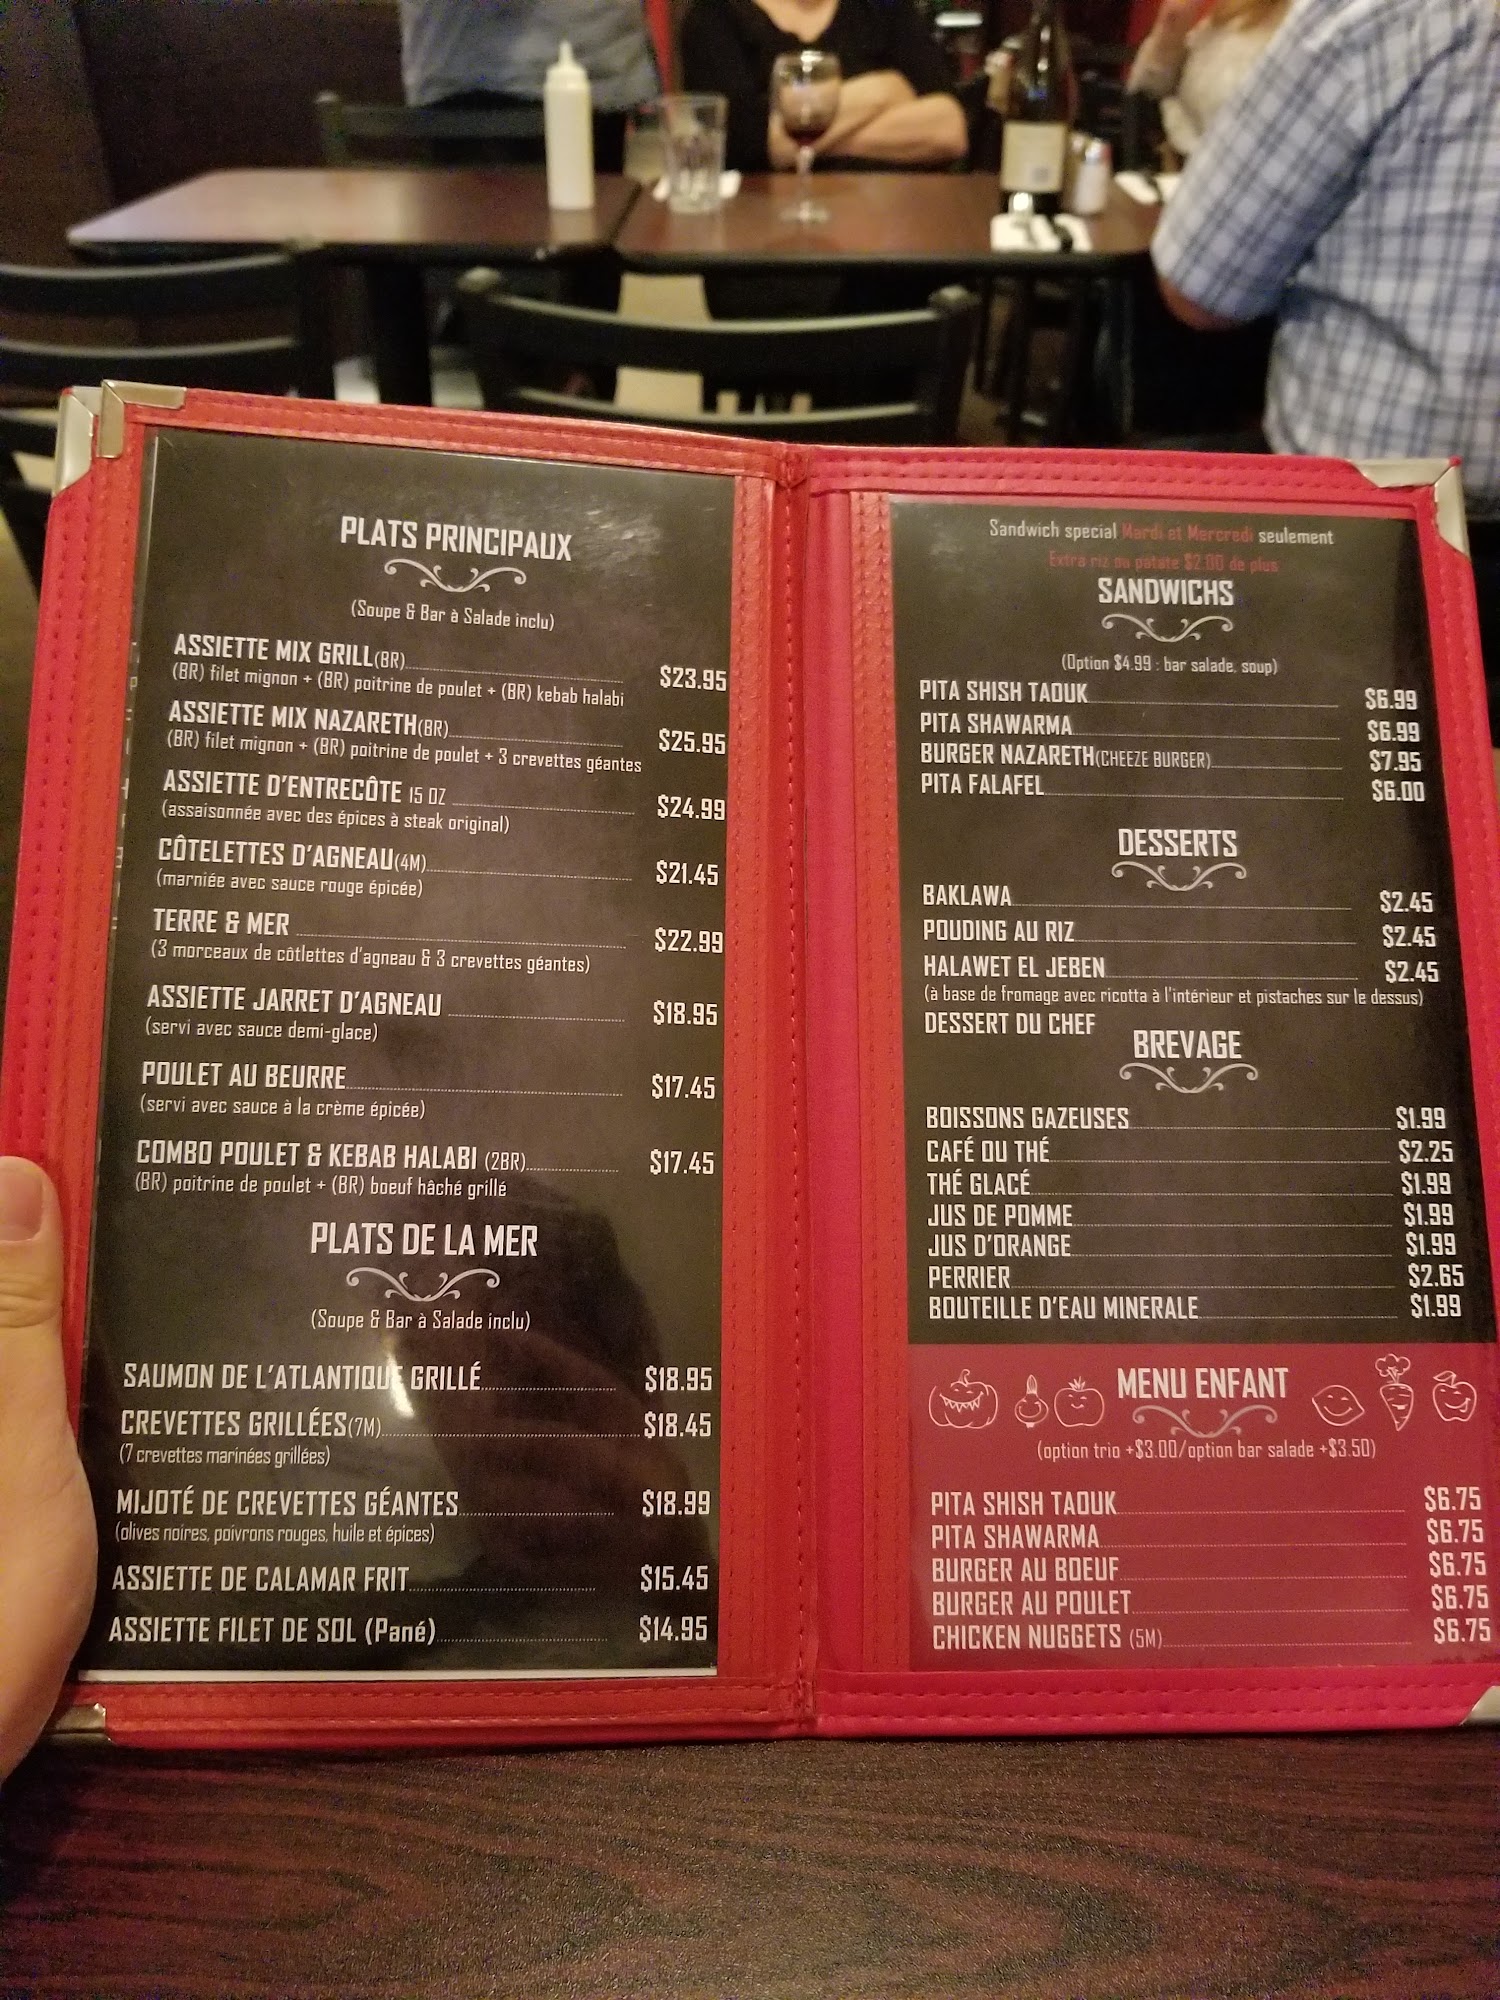 PLATS PRINCIPAUX
(Soupe & Bar à Salade inclu)
ASSIETTE MIX GRILL(BR) $23.95
(BR) filet mignon + (BR) poitrine de poulet + (BR) kebab halabi
ASSIETTE MIX NAZARETH(BR) $25.95
(BR) filet mignon + (BR) poitrine de poulet + 3 crevettes géantes
ASSIETTE D'ENTRECÔTE 15 OZ $24.99
(assaisonnée avec des épices à steak original)
CÔTELETTES D'AGNEAU(4M) $21.45
(marniée avec sauce rouge épicée)
TERRE & MER $22.99
(3 morceaux de côtlettes d'agneau & 3 crevettes géantes)
ASSIETTE JARRET D'AGNEAU $18.95
(servi avec sauce demi-glace)
POULET AU BEURRE $17.45
(servi avec sauce à la crème épicée)
COMBO POULET & KEBAB HALABI (2BR) $17.45
(BR) poitrine de poulet + (BR) boeuf hâché grillé
PLATS DE LA MER
(Soupe & Bar à Salade inclu)
SAUMON DE L'ATLANTIQUE GRILLÉ $18.95
CREVETTES GRILLÉES(7M) $18.45
(7 crevettes marinées grillées)
MIJOTÉ DE CREVETTES GÉANTES $18.99
(olives noires, poivrons rouges, huile et épices)
ASSIETTE DE CALAMAR FRIT $15.45
ASSIETTE FILET DE SOL (Pané) $14.95
Sandwich special Mardi et Mercredi seulement
Extra riz ou patate $2.00 de plus
SANDWICHS
(Option $4.99 : bar salade, soup)
PITA SHISH TAOUK $6.99
PITA SHAWARMA $6.99
BURGER NAZARETH(CHEEZE BURGER) $7.95
PITA FALAFEL $6.00
DESSERTS
BAKLAWA $2.45
POUDING AU RIZ $2.45
HALAWET EL JEBEN $2.45
(à base de fromage avec ricotta à l'intérieur et pistaches sur le dessus)
DESSERT DU CHEF
BREVAGE
BOISSONS GAZEUSES $1.99
CAFÉ OU THÉ $2.25
THÉ GLACÉ $1.99
JUS DE POMME $1.99
JUS D'ORANGE $1.99
PERRIER $2.65
BOUTEILLE D'EAU MINERALE $1.99
MENU ENFANT
(option trio +$3.00/option bar salade +$3.50)
PITA SHISH TAOUK $6.75
PITA SHAWARMA $6.75
BURGER AU BOEUF $6.75
BURGER AU POULET $6.75
CHICKEN NUGGETS (5M) $6.75